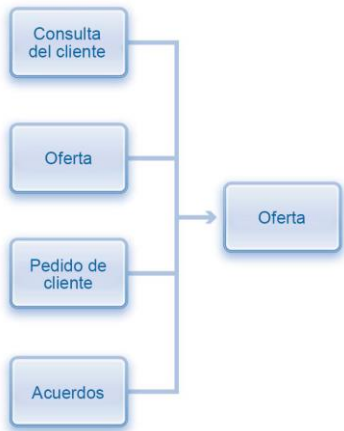 Consulta
del cliente
Oferta
Oferta
Pedido de
cliente
Acuerdos